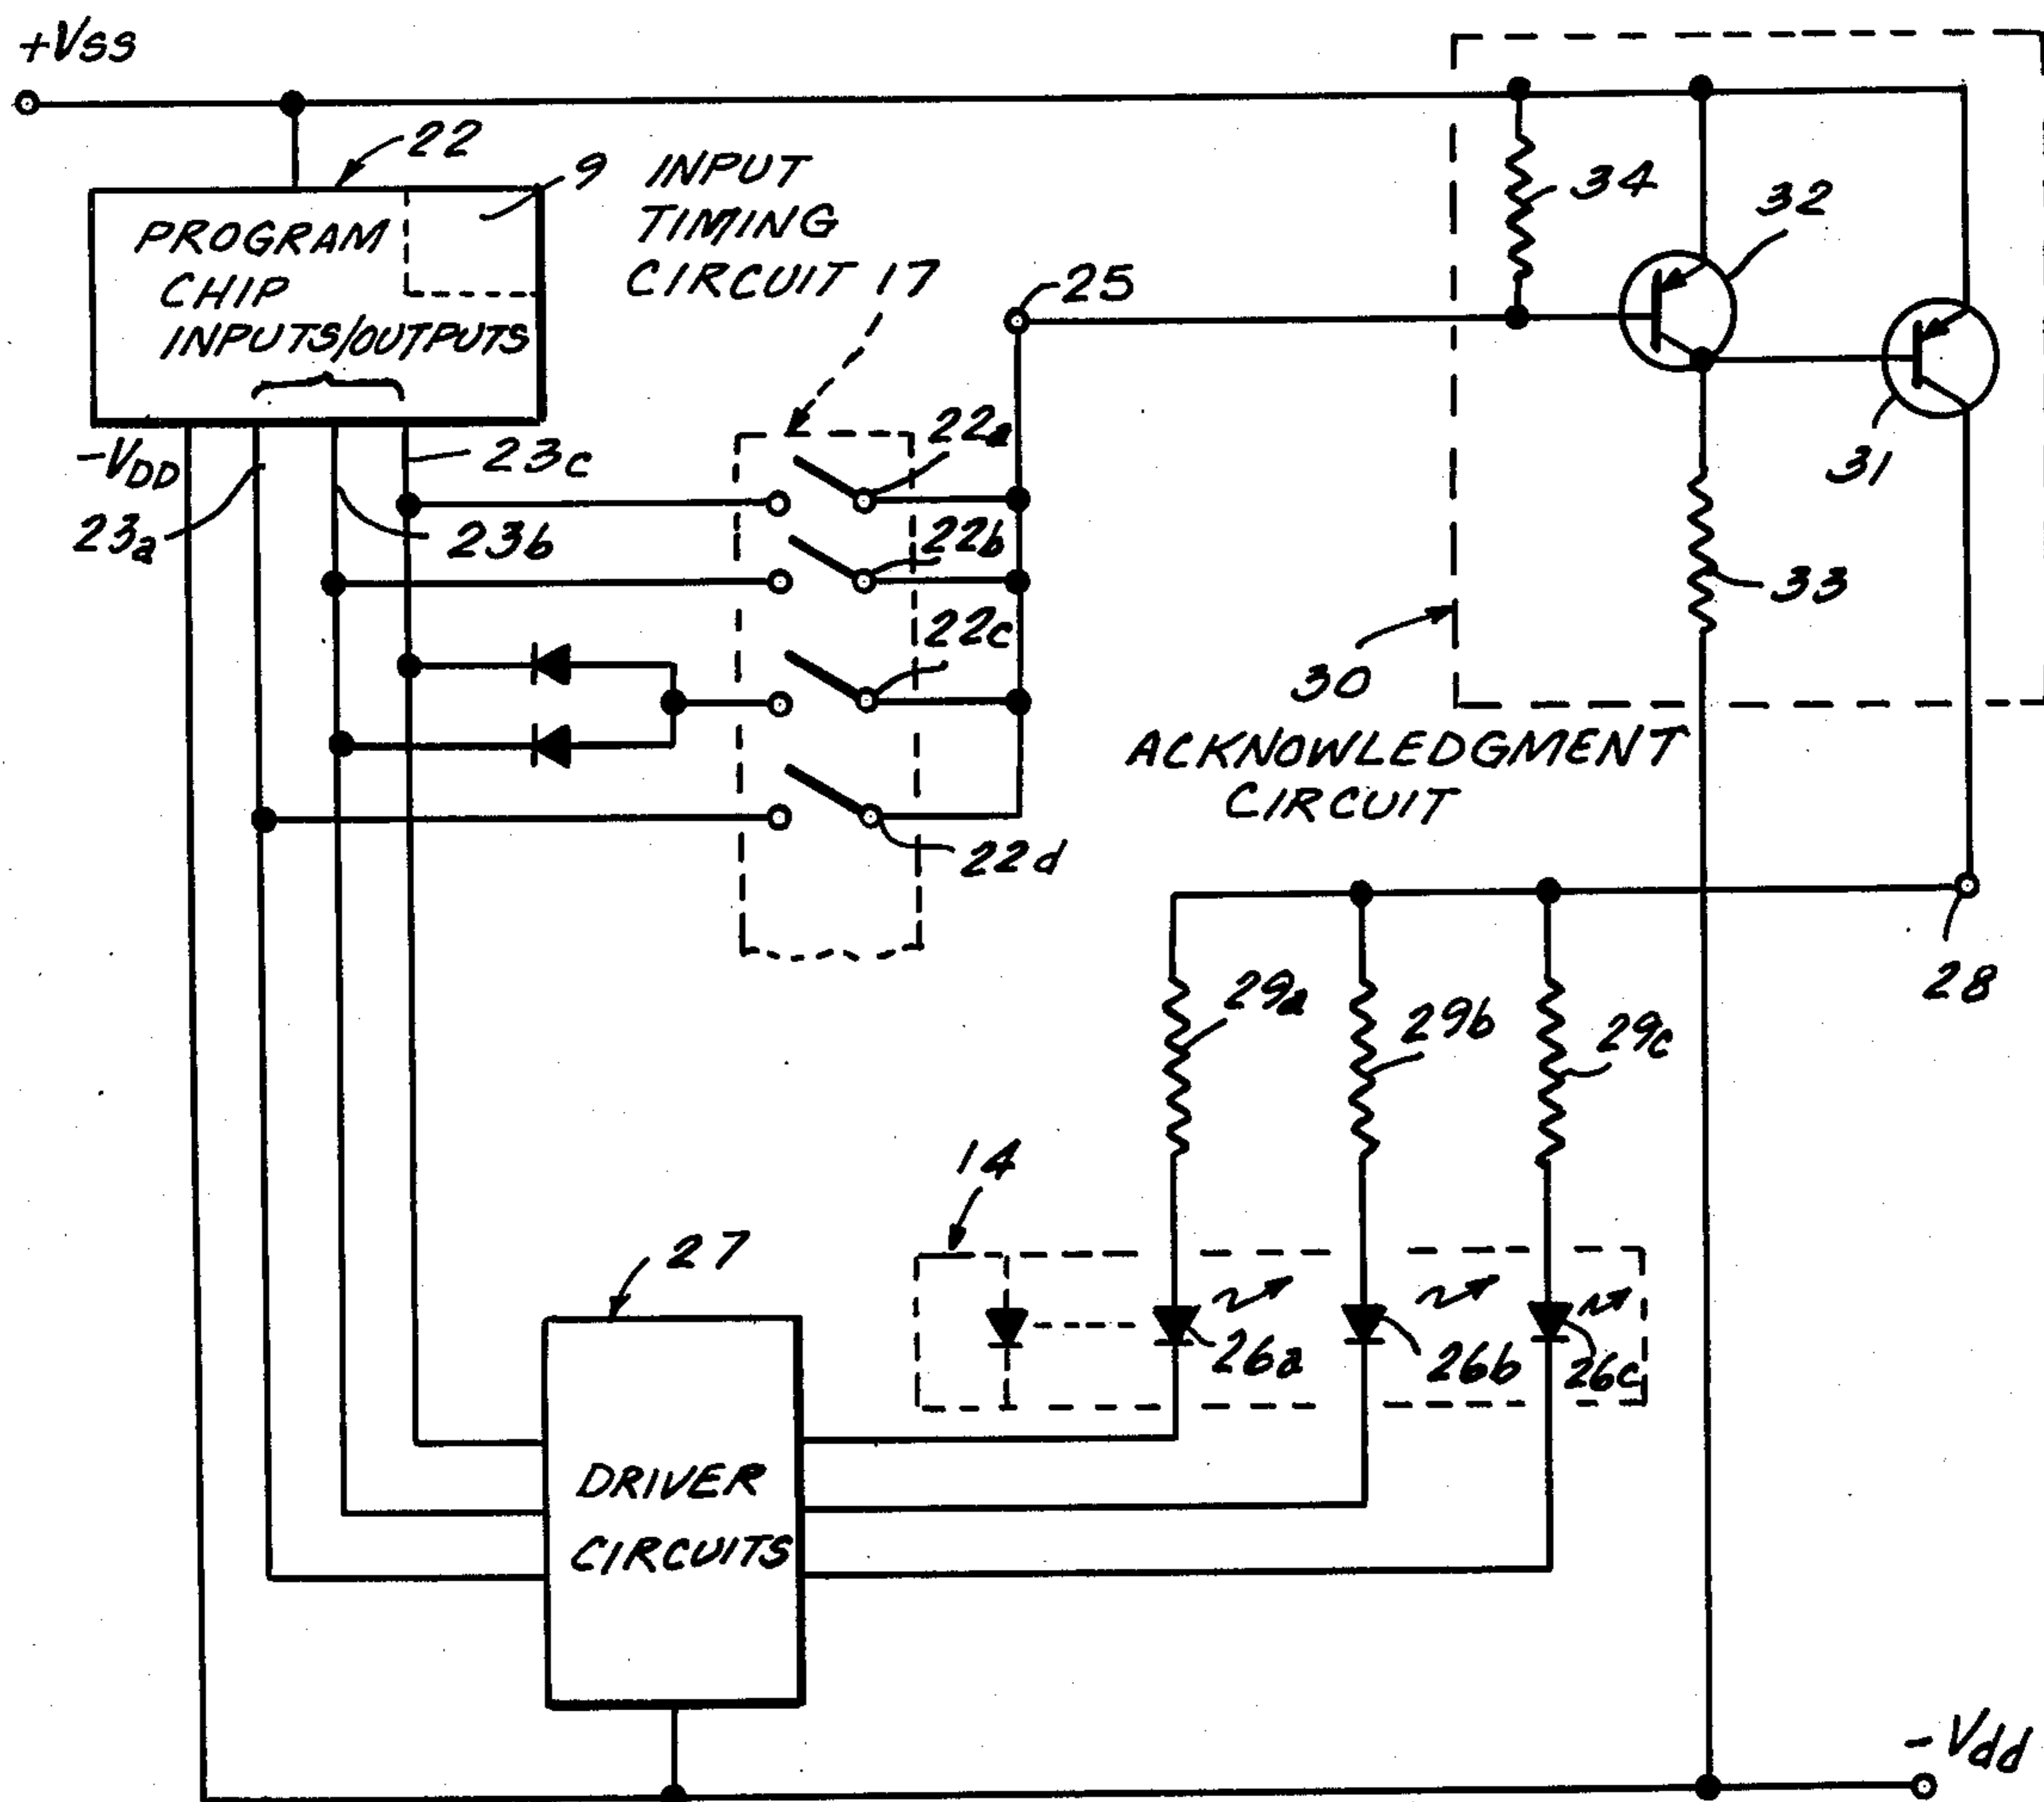 +VSS
22
9
INPUT
TIMING
CIRCUIT 17
PROGRAM
CHIP
INPUTS/OUTPUTS
34
32
25
31
-VDD
23a
23b
23c
22a
22b
22c
22d
33
30
ACKNOWLEDGMENT
CIRCUIT
28
29a
29b
29c
14
27
26a
26b
26c
DRIVER
CIRCUITS
-Vdd